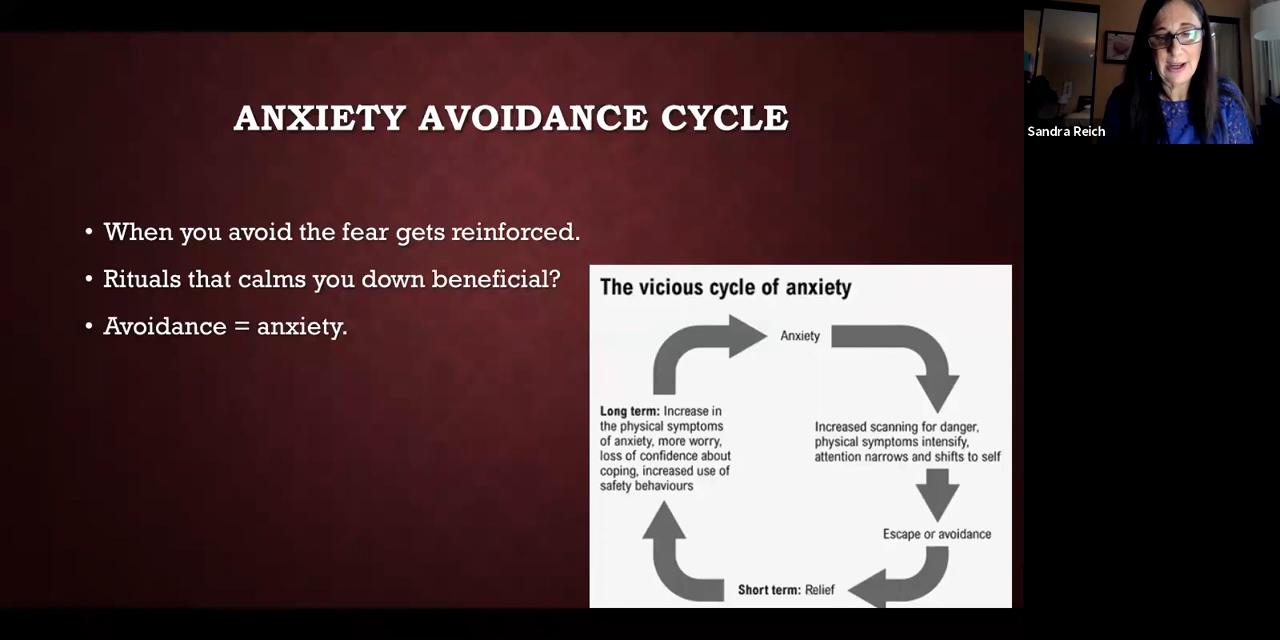 ANXIETY AVOIDANCE CYCLE
• When you avoid the fear gets reinforced.
• Rituals that calms you down beneficial?
• Avoidance = anxiety.
The vicious cycle of anxiety
Anxiety
Increased scanning for danger,
physical symptoms intensify,
attention narrows and shifts to self
Escape or avoidance
Short term: Relief
Long term: Increase in
the physical symptoms
of anxiety, more worry,
loss of confidence about
coping, increased use of
safety behaviours
Sandra Reich